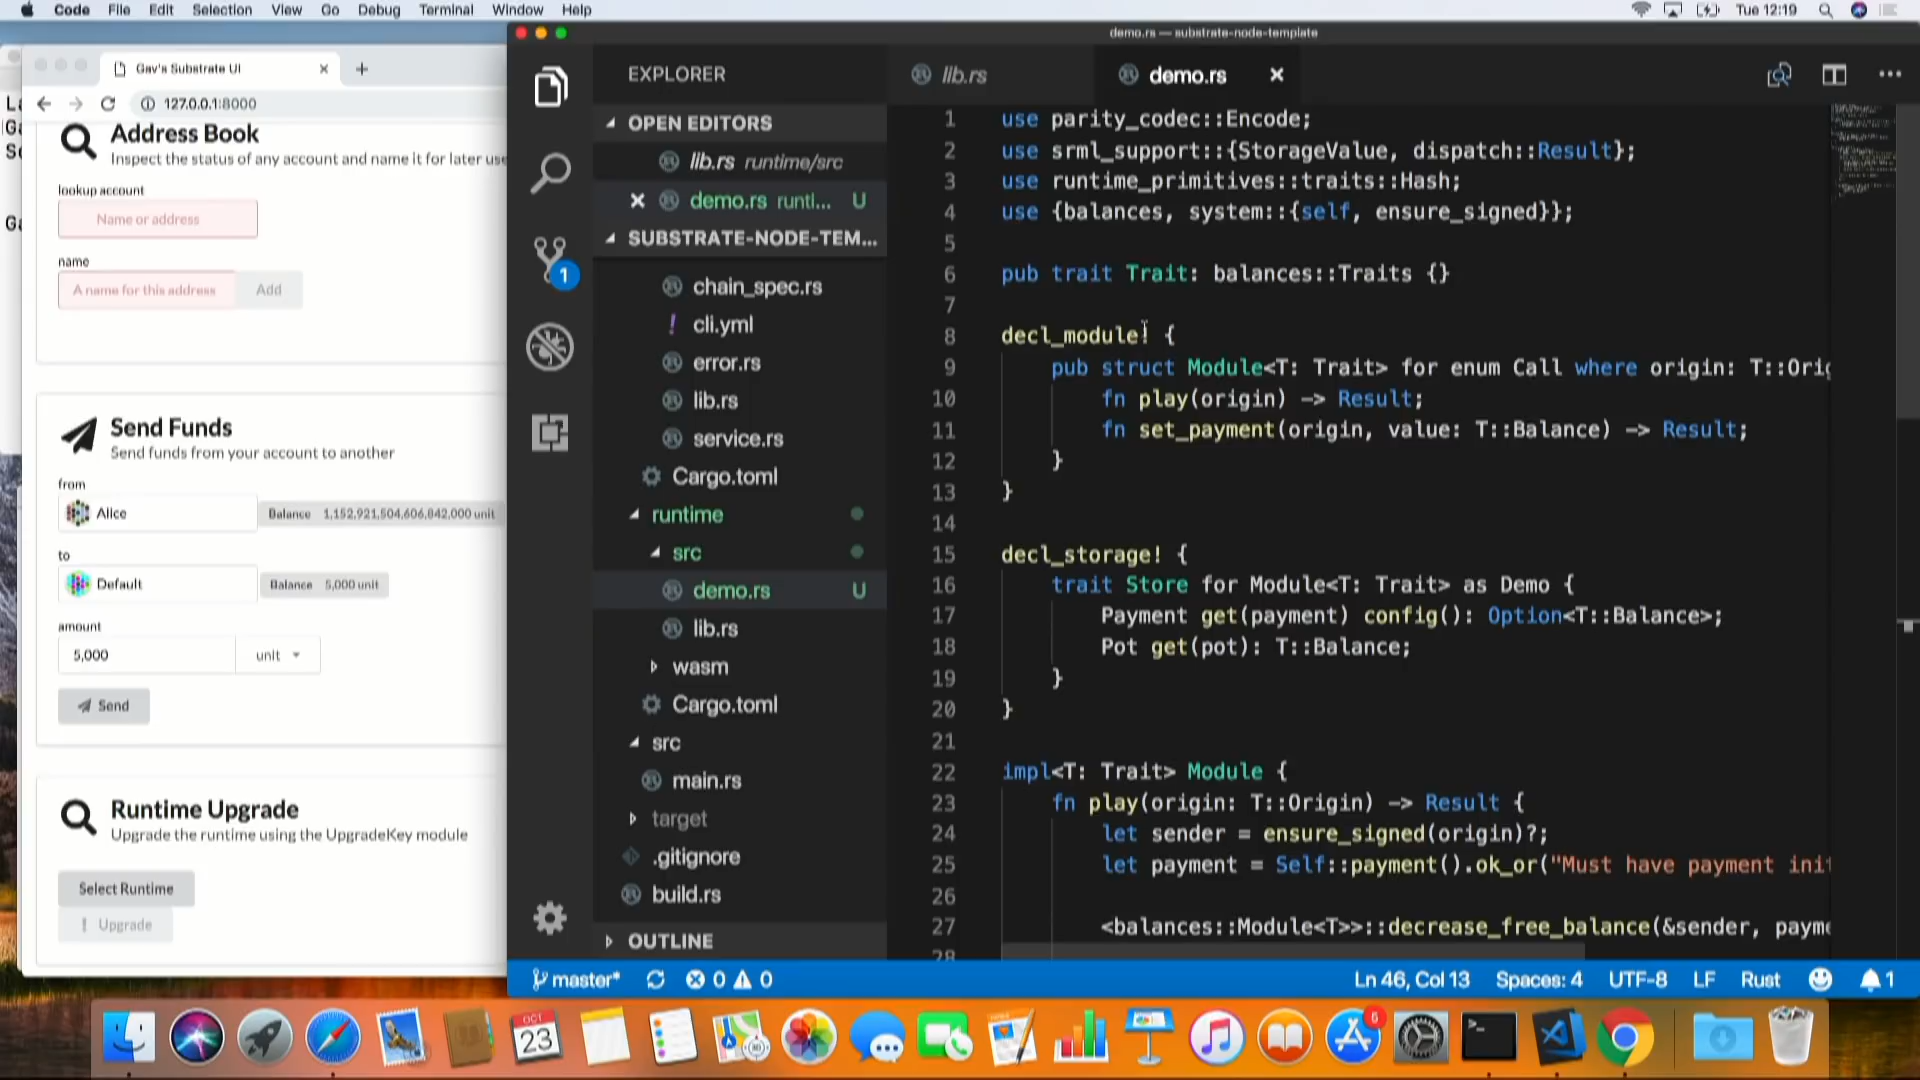 Code File Edit Selection View Go Debug Terminal Window Help
Tue 12:19
Gav's Substrate UI
127.0.0.1:8000
Address Book
Inspect the status of any account and name it for later use
lookup account
Name or address
name
A name for this address Add
Send Funds
Send funds from your account to another
from
Alice Balance 1,152,921,504,606,842,000 unit
to
Default Balance 5,000 unit
amount
5,000 unit
Send
Runtime Upgrade
Upgrade the runtime using the UpgradeKey module
Select Runtime
! Upgrade
demo.rs — substrate-node-template
EXPLORER
OPEN EDITORS
lib.rs runtime/src
demo.rs runti... U
SUBSTRATE-NODE-TEM...
chain_spec.rs
! cli.yml
error.rs
lib.rs
service.rs
Cargo.toml
runtime
src
demo.rs U
lib.rs
wasm
Cargo.toml
src
main.rs
target
.gitignore
build.rs
OUTLINE
1
lib.rs demo.rs
1 use parity_codec::Encode;
2 use srml_support::{StorageValue, dispatch::Result};
3 use runtime_primitives::traits::Hash;
4 use {balances, system::{self, ensure_signed}};
5
6 pub trait Trait: balances::Traits {}
7
8 decl_module! {
9 pub struct Module<T: Trait> for enum Call where origin: T::Orig
10 fn play(origin) -> Result;
11 fn set_payment(origin, value: T::Balance) -> Result;
12 }
13 }
14
15 decl_storage! {
16 trait Store for Module<T: Trait> as Demo {
17 Payment get(payment) config(): Option<T::Balance>;
18 Pot get(pot): T::Balance;
19 }
20 }
21
22 impl<T: Trait> Module {
23 fn play(origin: T::Origin) -> Result {
24 let sender = ensure_signed(origin)?;
25 let payment = Self::payment().ok_or("Must have payment init
26
27 <balances::Module<T>>::decrease_free_balance(&sender, payme
28
master* 0 0 Ln 46, Col 13 Spaces: 4 UTF-8 LF Rust 1
OCT
23
5